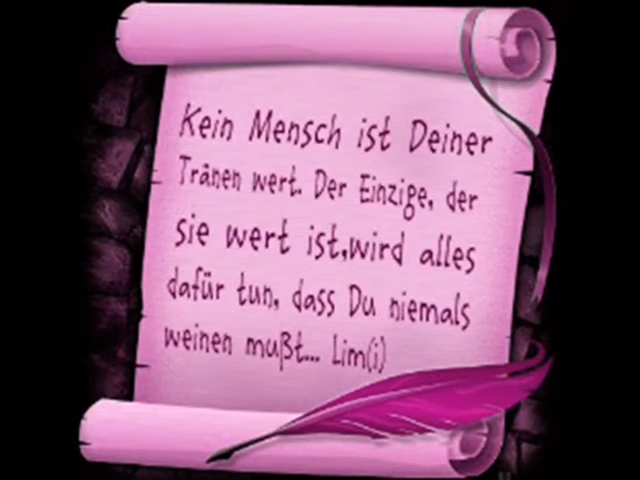 Kein Mensch ist Deiner
Tränen wert. Der Einzige, der
sie wert ist,wird alles
dafür tun, dass Du niemals
weinen mußt... Lim(i)